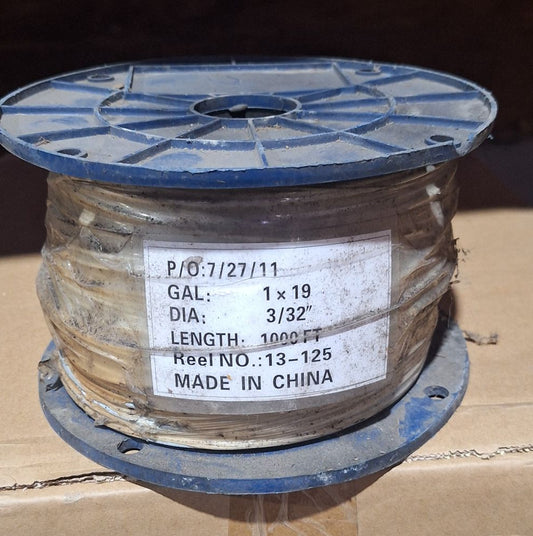 P/O:7/27/11
GAL: 1×19
DIA: 3/32"
LENGTH: 1000 FT
Reel NO.:13-125
MADE IN CHINA